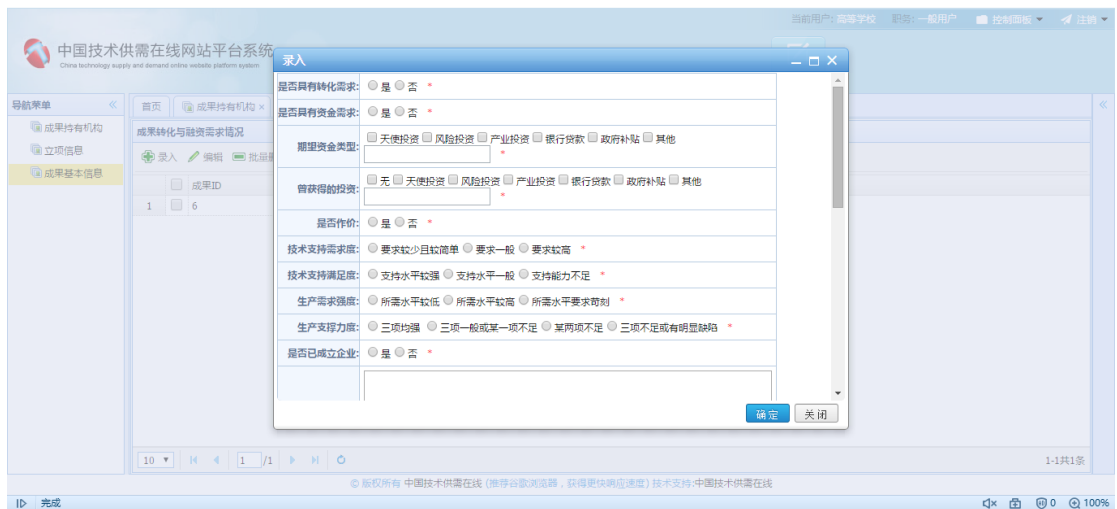 当前用户: 高等学校 职务: 一般用户 控制面板 注销
中国技术供需在线网站平台系统
China technology supply and demand online website platform system
录入
导航菜单
首页 成果持有机构 ×
成果持有机构
立项信息
成果基本信息
成果转化与融资需求情况
录入 编辑 批量删
成果ID
1 6
是否具有转化需求: 是 否 *
是否具有资金需求: 是 否 *
期望资金类型: 天使投资 风险投资 产业投资 银行贷款 政府补贴 其他
*
曾获得的投资: 无 天使投资 风险投资 产业投资 银行贷款 政府补贴 其他
*
是否作价: 是 否 *
技术支持需求度: 要求较少且较简单 要求一般 要求较高 *
技术支持满足度: 支持水平较强 支持水平一般 支持能力不足 *
生产需求强度: 所需水平较低 所需水平较高 所需水平要求苛刻 *
生产支撑力度: 三项均强 三项一般或某一项不足 某两项不足 三项不足或有明显缺陷 *
是否已成立企业: 是 否 *
确定 关闭
10 1 /1 1-1共1条
© 版权所有 中国技术供需在线 (推荐谷歌浏览器，获得更快响应速度) 技术支持:中国技术供需在线
完成 0 100%